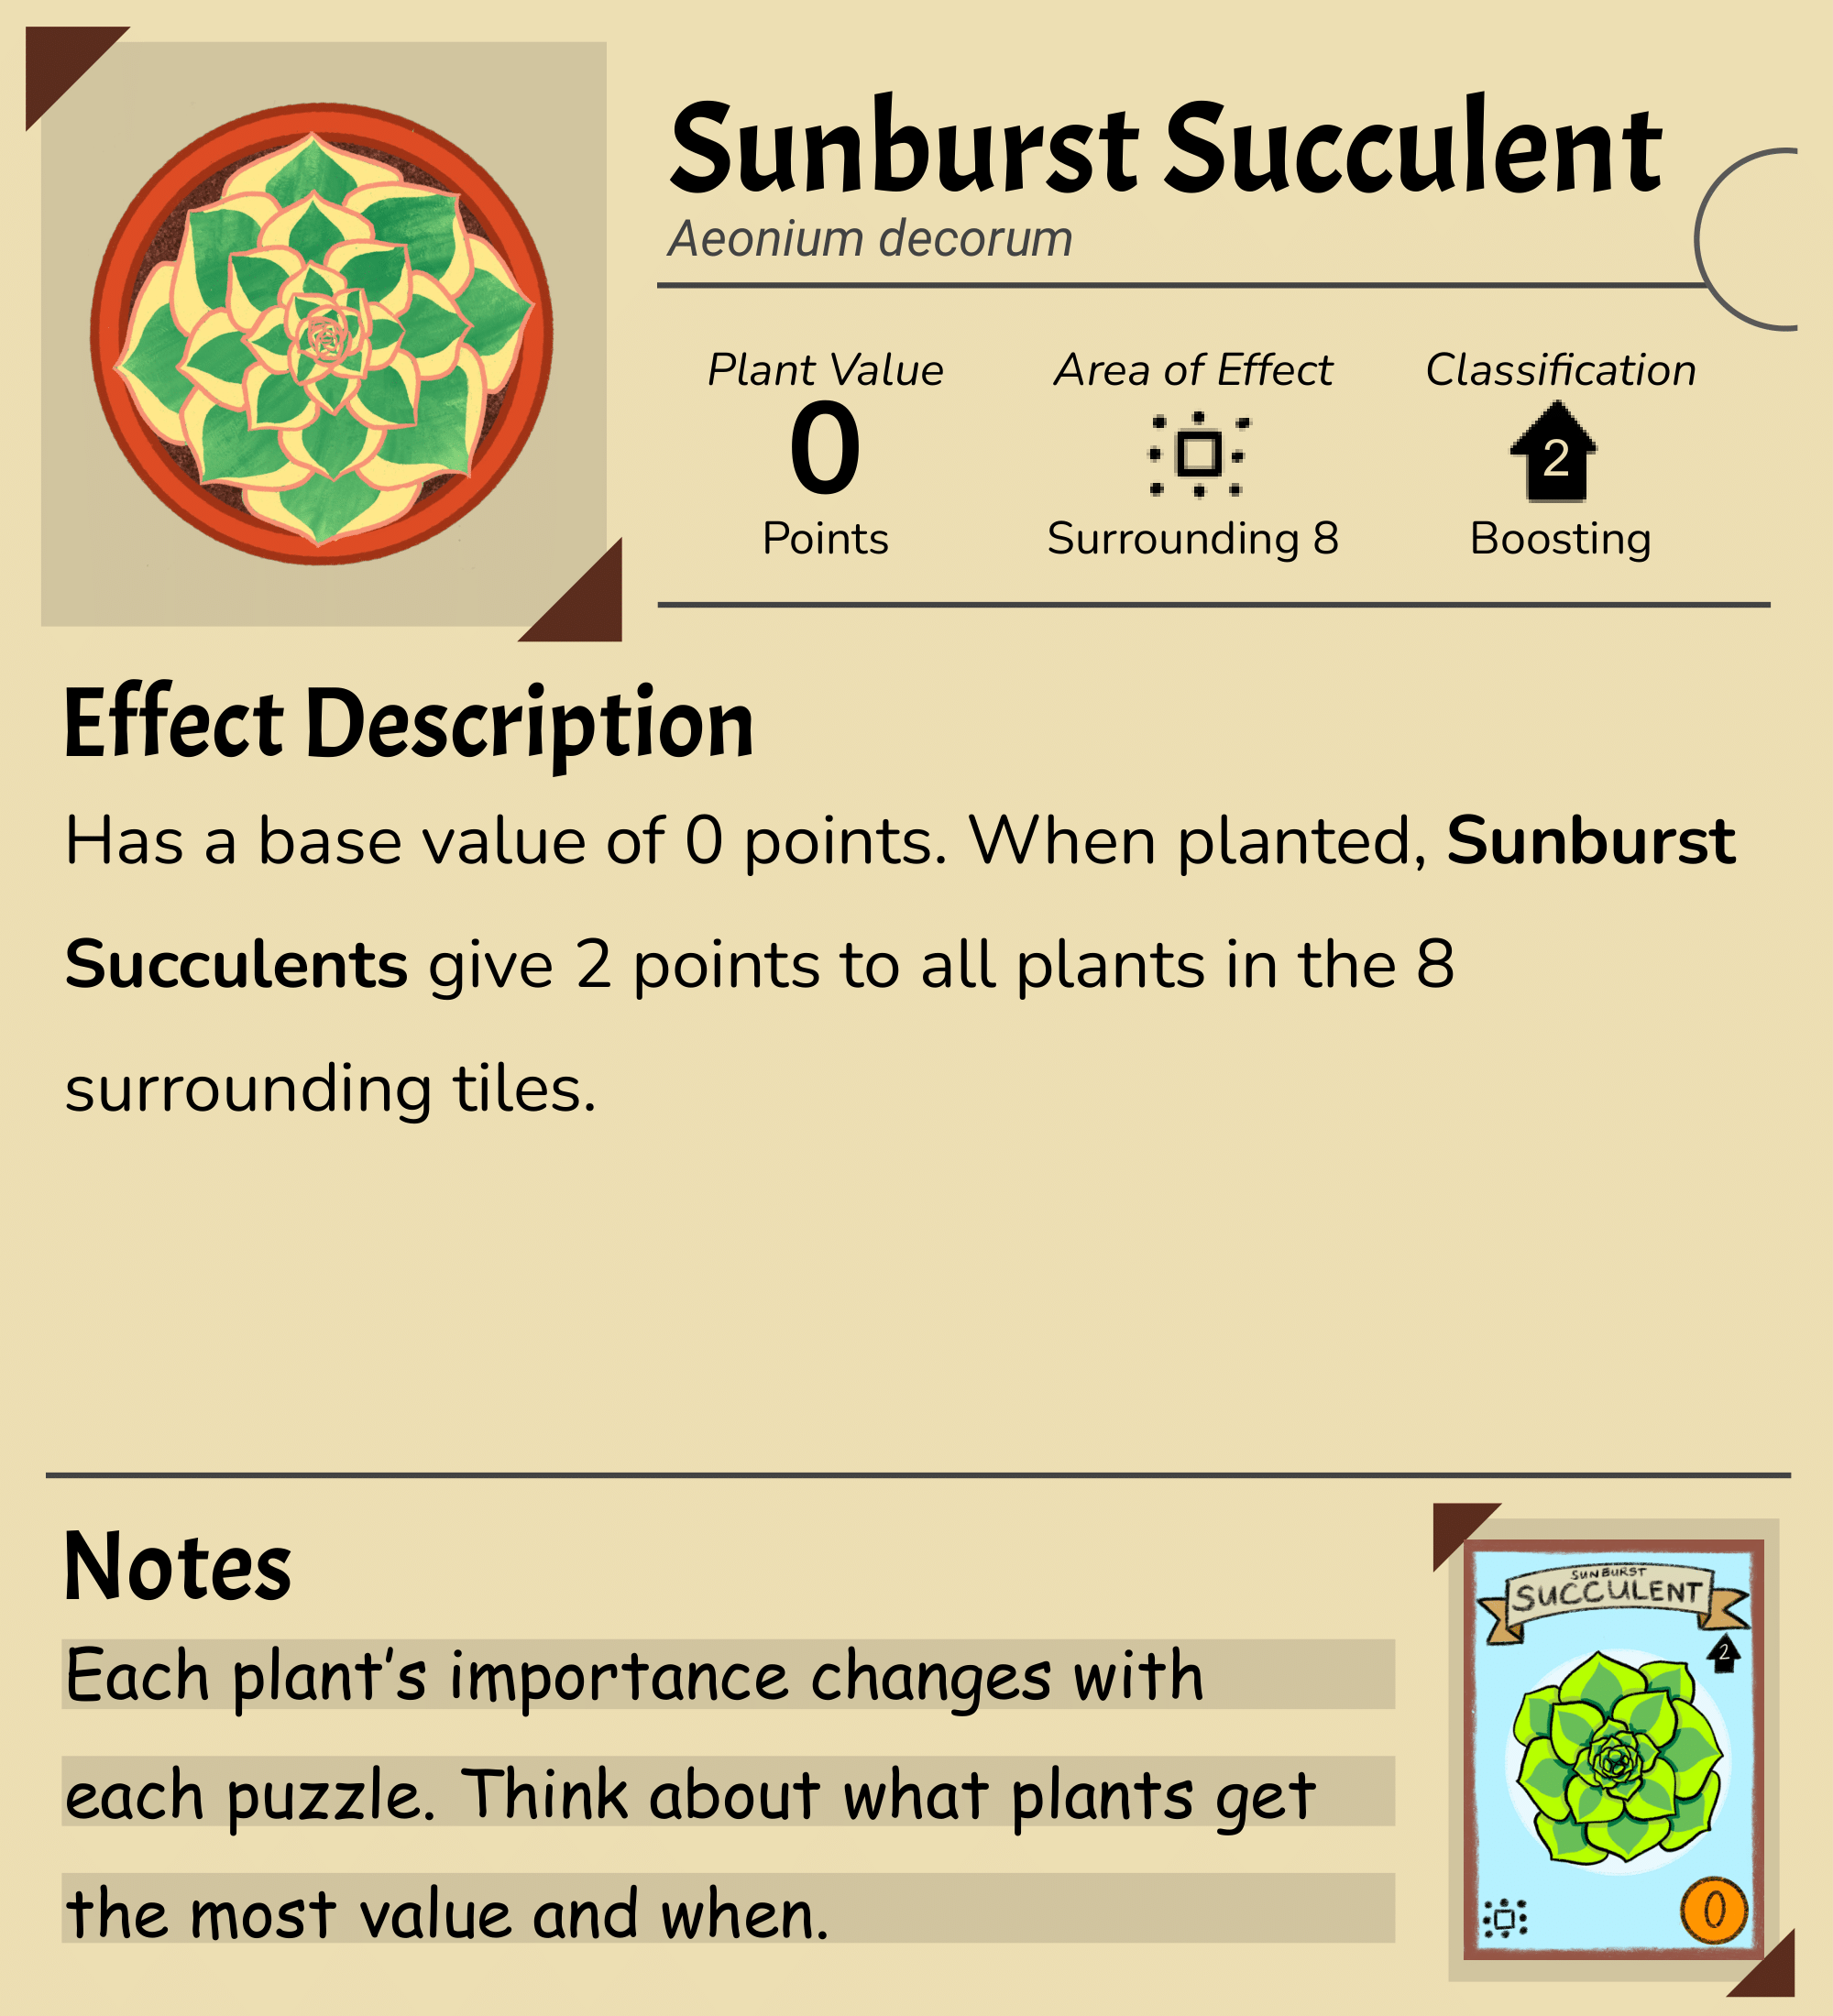 Sunburst Succulent
Aeonium decorum
Plant Value
Area of Effect
Classification
0
2
Points
Surrounding 8
Boosting
Effect Description
Has a base value of 0 points. When planted, Sunburst
Succulents give 2 points to all plants in the 8
surrounding tiles.
Notes
Each plant's importance changes with
each puzzle. Think about what plants get
the most value and when.
SUNBURST
SUCCULENT
2
0